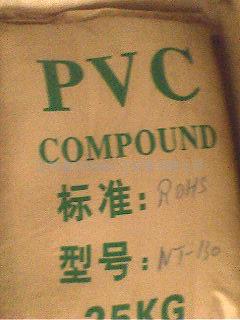 PVC
COMPOUND
标准：ROHS
型号：NT-130
25KG